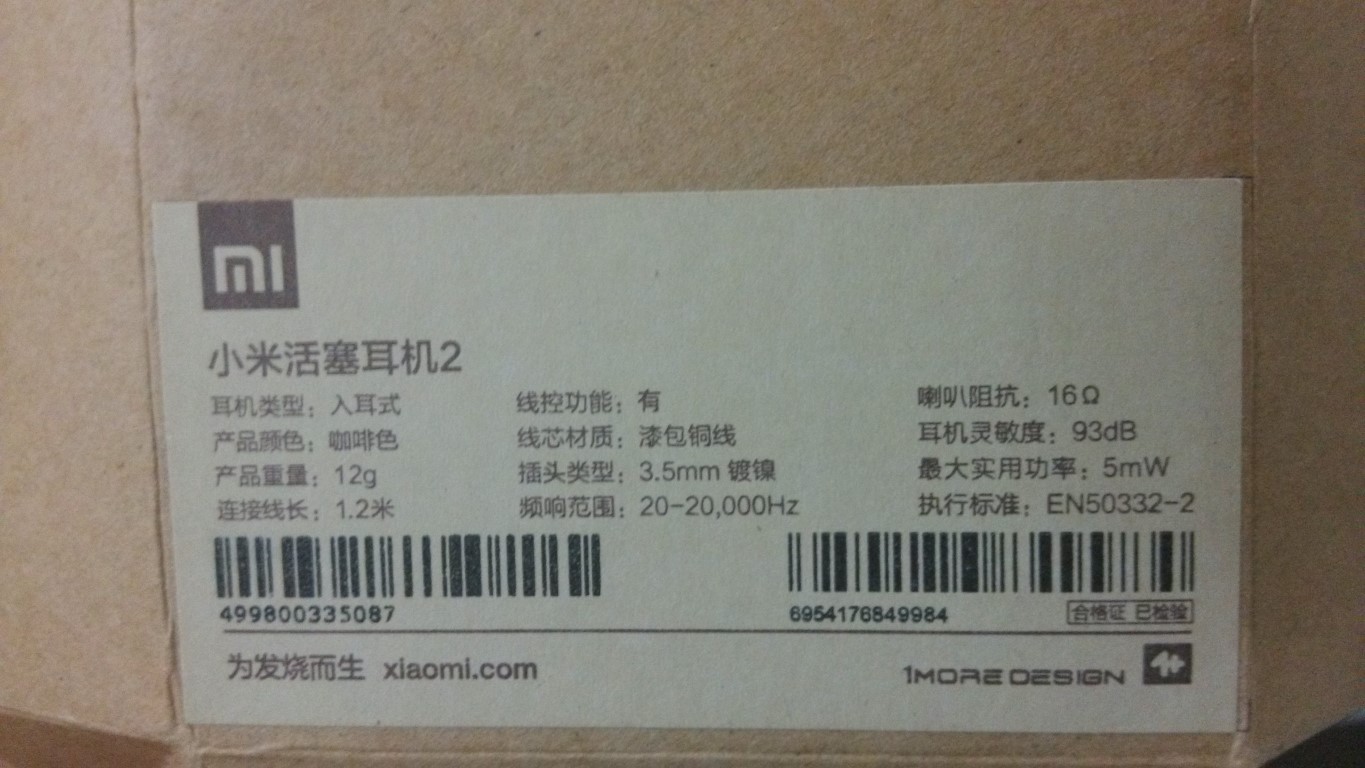 mi
小米活塞耳机2
耳机类型：入耳式 线控功能：有 喇叭阻抗：16Ω
产品颜色：咖啡色 线芯材质：漆包铜线 耳机灵敏度：93dB
产品重量：12g 插头类型：3.5mm 镀镍 最大实用功率：5mW
连接线长：1.2米 频响范围：20-20,000Hz 执行标准：EN50332-2
499800335087 6954176849984 合格证 已检验
为发烧而生 xiaomi.com 1MORE DESIGN